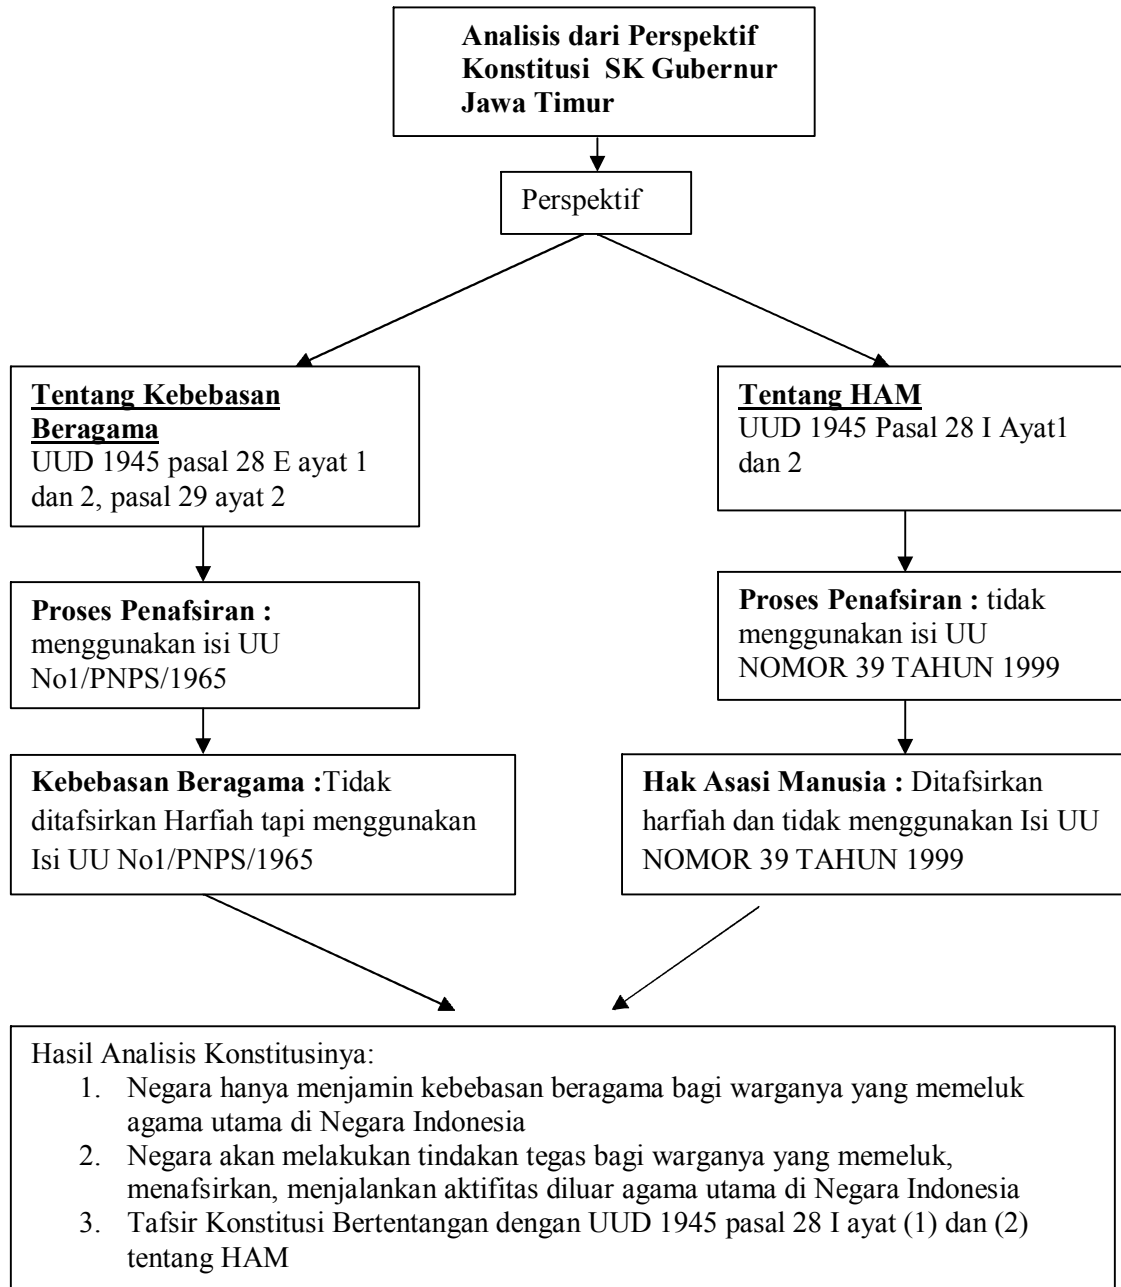 Analisis dari Perspektif
Konstitusi SK Gubernur
Jawa Timur
Perspektif
Tentang Kebebasan
Beragama
UUD 1945 pasal 28 E ayat 1
dan 2, pasal 29 ayat 2
Tentang HAM
UUD 1945 Pasal 28 I Ayat1
dan 2
Proses Penafsiran :
menggunakan isi UU
No1/PNPS/1965
Proses Penafsiran : tidak
menggunakan isi UU
NOMOR 39 TAHUN 1999
Kebebasan Beragama :Tidak
ditafsirkan Harfiah tapi menggunakan
Isi UU No1/PNPS/1965
Hak Asasi Manusia : Ditafsirkan
harfiah dan tidak menggunakan Isi UU
NOMOR 39 TAHUN 1999
Hasil Analisis Konstitusinya:
1. Negara hanya menjamin kebebasan beragama bagi warganya yang memeluk
agama utama di Negara Indonesia
2. Negara akan melakukan tindakan tegas bagi warganya yang memeluk,
menafsirkan, menjalankan aktifitas diluar agama utama di Negara Indonesia
3. Tafsir Konstitusi Bertentangan dengan UUD 1945 pasal 28 I ayat (1) dan (2)
tentang HAM